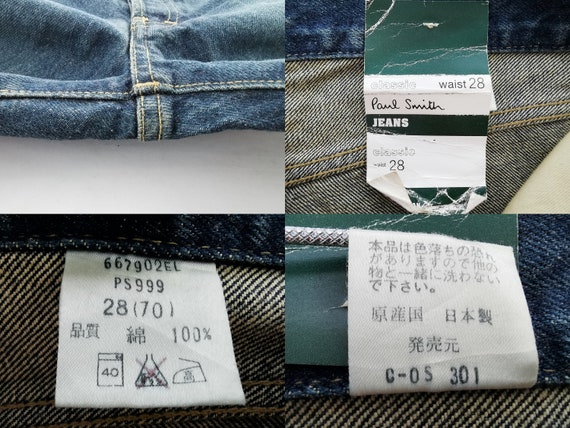 classic waist 28
Paul Smith
JEANS
classic
waist 28
667902EL
PS999
28(70)
品質 綿 100%
40 高
本品は色落ちの恐れ
がありますので他の
物と一緒に洗わない
で下さい。
原産国 日本製
発売元
C-OS 301